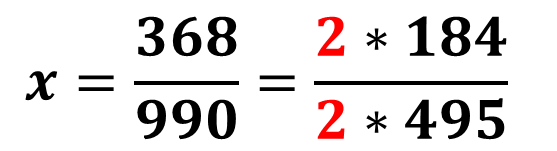 x = 368/990 = 2 * 184/2 * 495